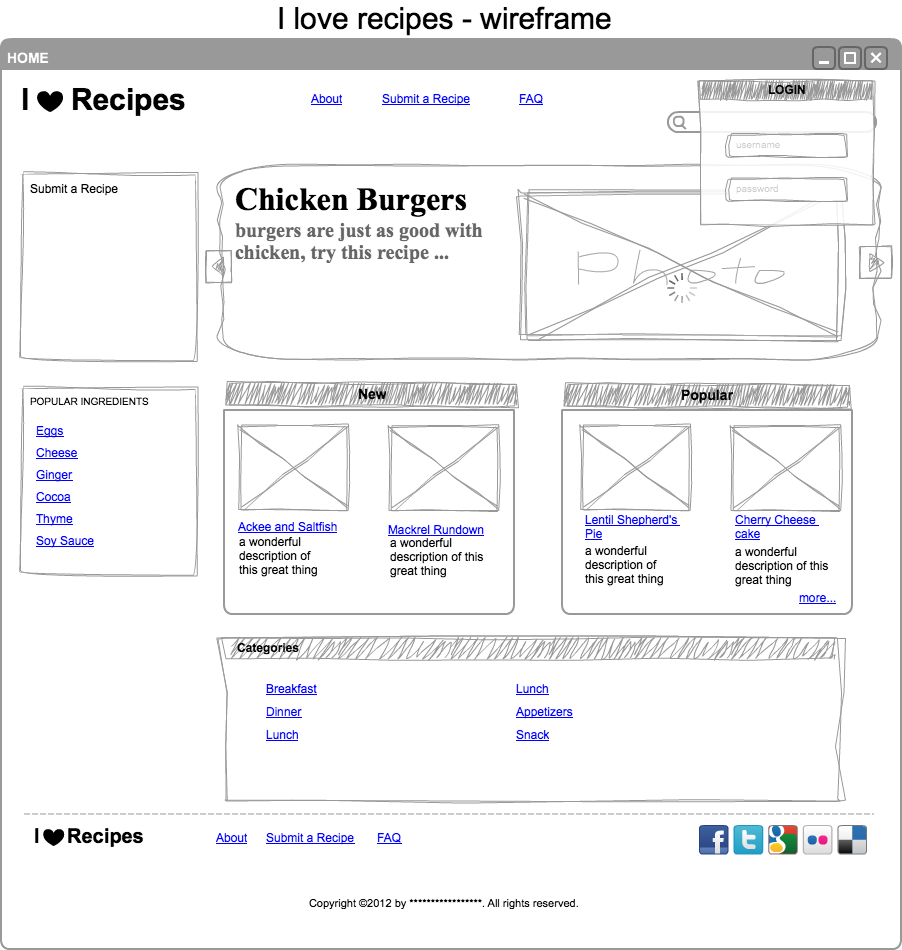 I love recipes - wireframe
HOME
I ♥ Recipes
About Submit a Recipe FAQ
LOGIN
username
password
Submit a Recipe
Chicken Burgers
burgers are just as good with
chicken, try this recipe ...
Photo
POPULAR INGREDIENTS
Eggs
Cheese
Ginger
Cocoa
Thyme
Soy Sauce
New
Ackee and Saltfish
a wonderful
description of
this great thing
Mackrel Rundown
a wonderful
description of this
great thing
Popular
Lentil Shepherd's
Pie
a wonderful
description of
this great thing
Cherry Cheese
cake
a wonderful
description of this
great thing
more...
Categories
Breakfast Lunch
Dinner Appetizers
Lunch Snack
I ♥ Recipes
About Submit a Recipe FAQ
Copyright ©2012 by *****************. All rights reserved.